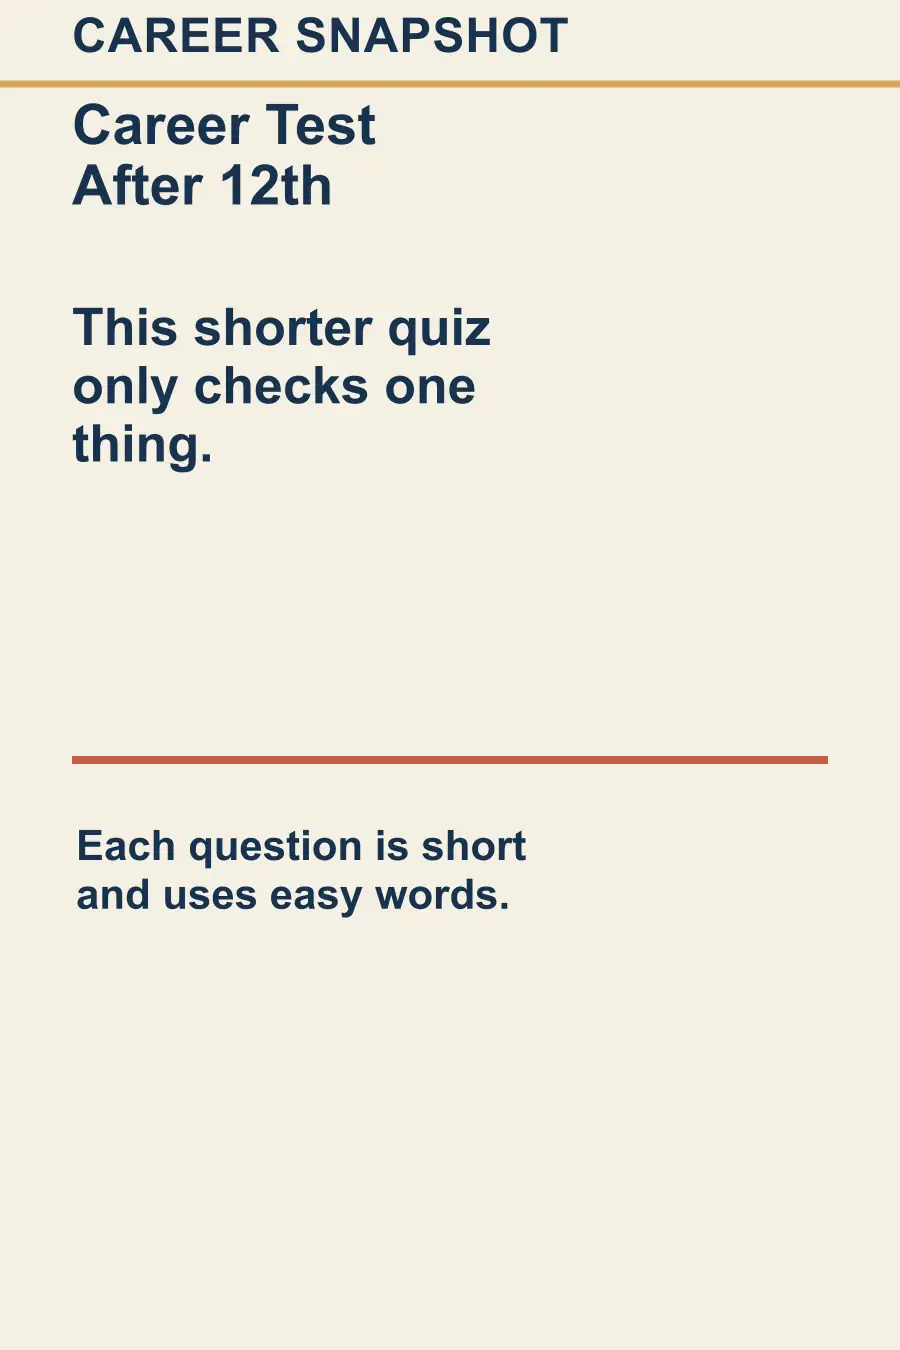 CAREER SNAPSHOT
Career Test
After 12th
This shorter quiz
only checks one
thing.
Each question is short
and uses easy words.